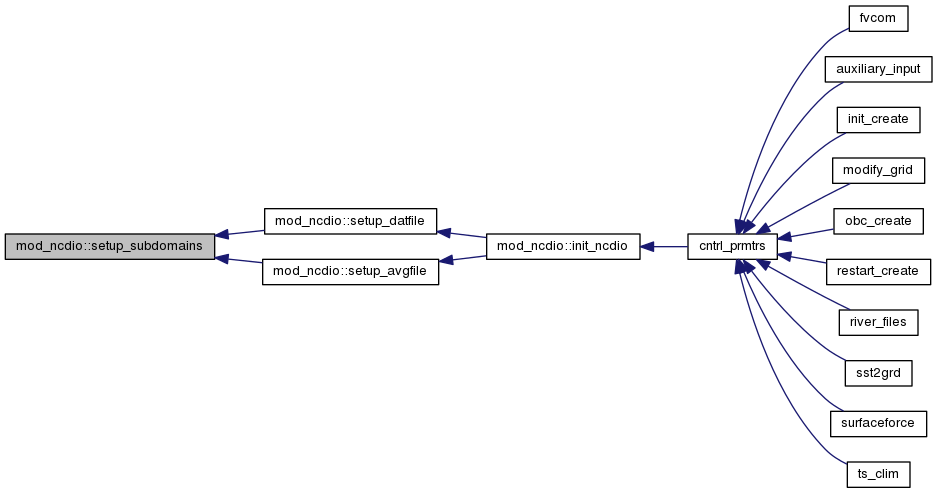 fvcom
auxiliary_input
init_create
modify_grid
mod_ncdio::setup_datfile
obc_create
mod_ncdio::setup_subdomains
mod_ncdio::init_ncdio
cntrl_prmtrs
mod_ncdio::setup_avgfile
restart_create
river_files
sst2grd
surfaceforce
ts_clim